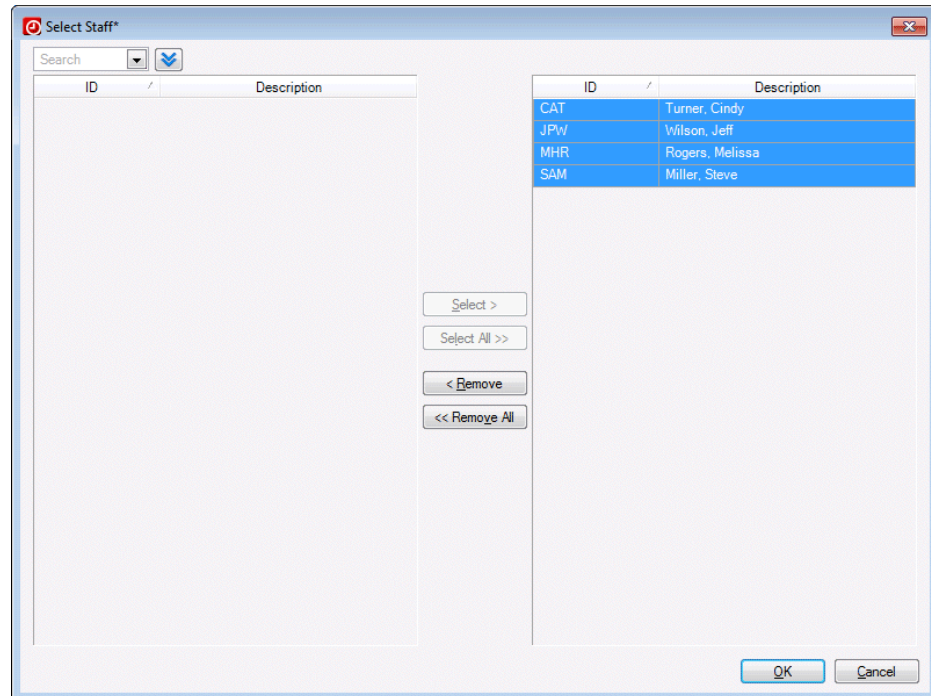 Select Staff*
Search
ID Description
ID Description
CAT Turner, Cindy
JPW Wilson, Jeff
MHR Rogers, Melissa
SAM Miller, Steve
Select >
Select All >>
< Remove
<< Remove All
OK Cancel